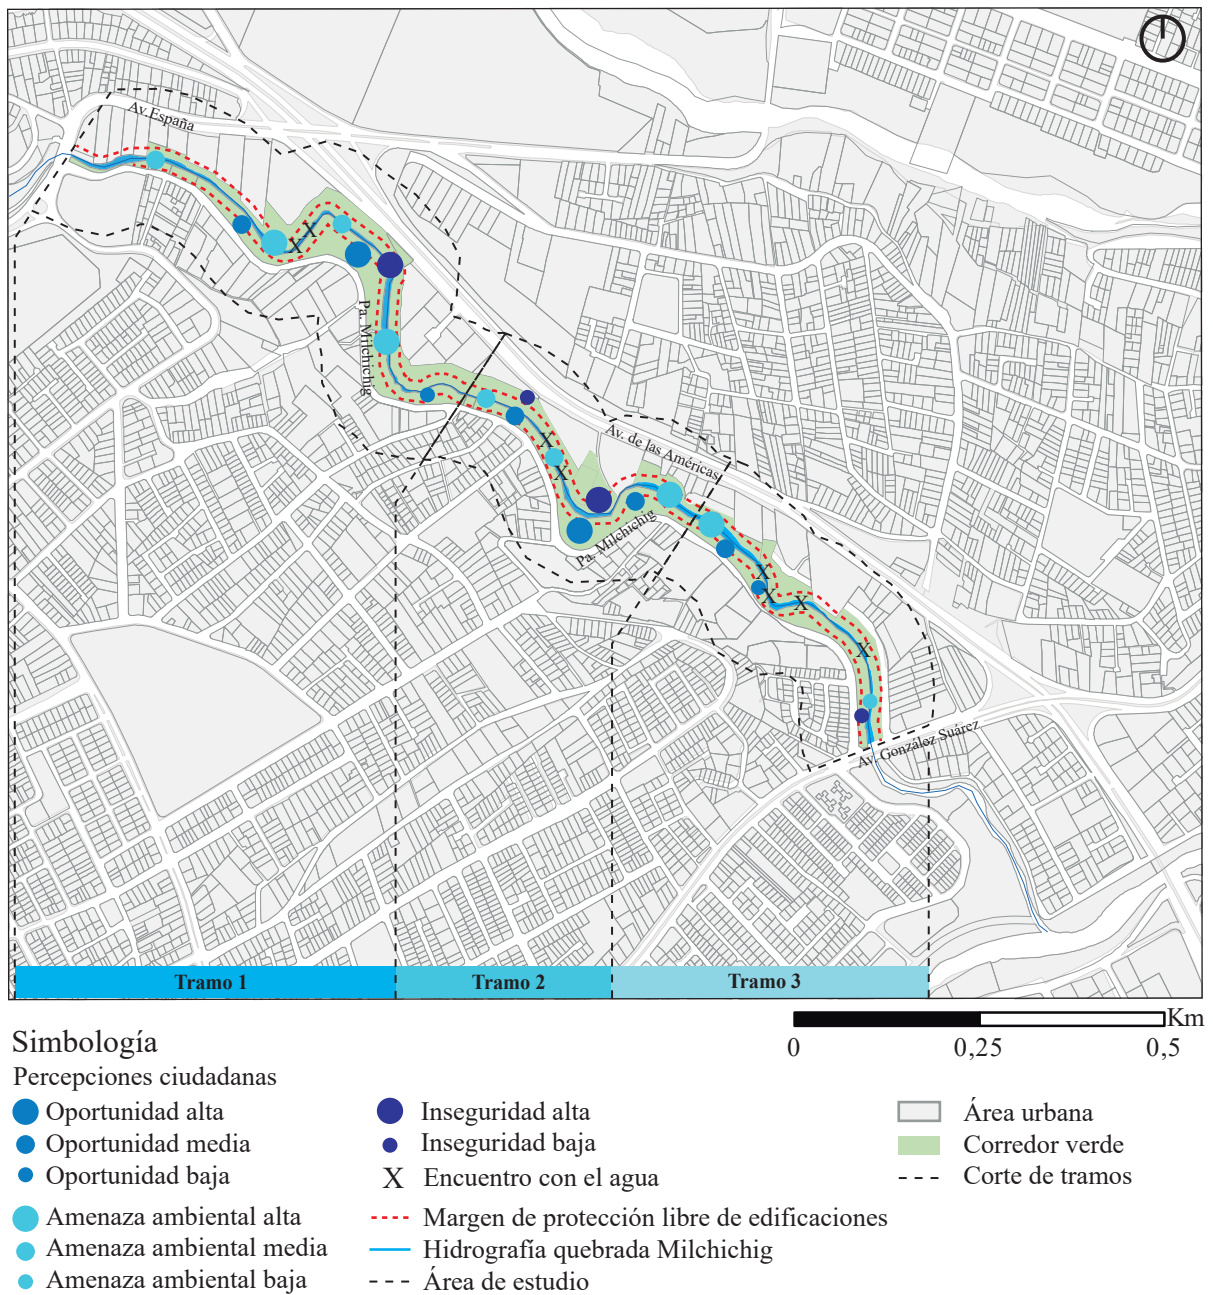 Av. España
Pa. Milchichig
Av. de las Américas
Pa. Milchichig
X
X
X
X
X
X
X
X
Av. González Suárez
Tramo 1
Tramo 2
Tramo 3
Km
0
0,25
0,5
Simbología
Percepciones ciudadanas
Oportunidad alta
Oportunidad media
Oportunidad baja
Amenaza ambiental alta
Amenaza ambiental media
Amenaza ambiental baja
Inseguridad alta
Inseguridad baja
X Encuentro con el agua
Margen de protección libre de edificaciones
Hidrografía quebrada Milchichig
Área de estudio
Área urbana
Corredor verde
Corte de tramos